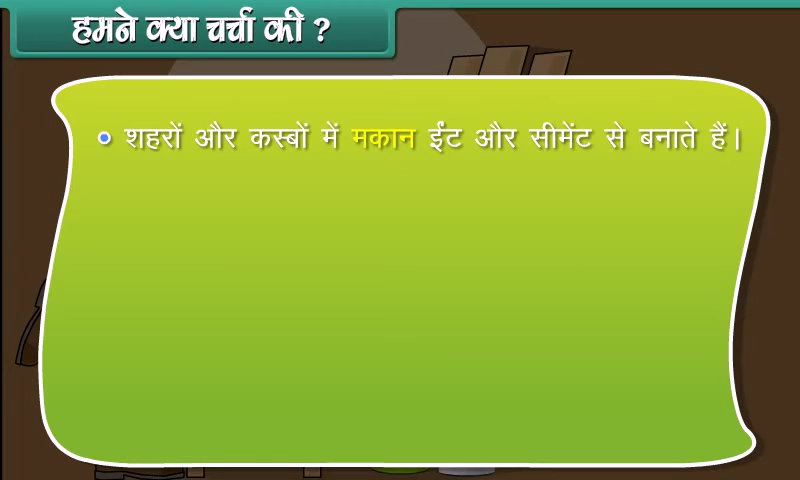 हमने क्या चर्चा की ?
शहरों और कस्बों में मकान ईंट और सीमेंट से बनाते हैं।